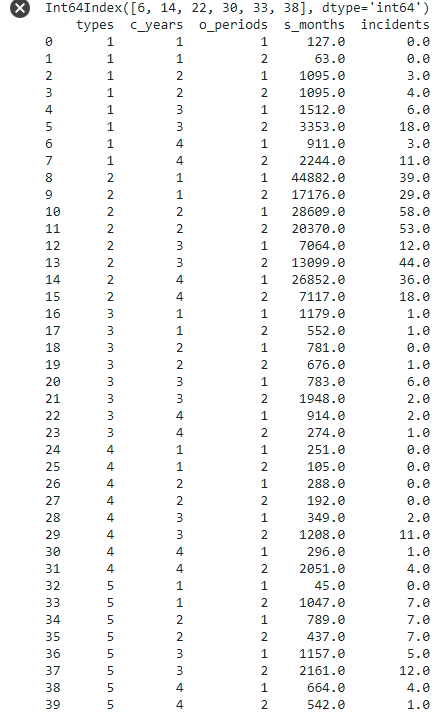 Int64Index([6, 14, 22, 30, 33, 38], dtype='int64')
types c_years o_periods s_months incidents
0 1 1 1 127.0 0.0
1 1 1 2 63.0 0.0
2 1 2 1 1095.0 3.0
3 1 2 2 1095.0 4.0
4 1 3 1 1512.0 6.0
5 1 3 2 3353.0 18.0
6 1 4 1 911.0 3.0
7 1 4 2 2244.0 11.0
8 2 1 1 44882.0 39.0
9 2 1 2 17176.0 29.0
10 2 2 1 28609.0 58.0
11 2 2 2 20370.0 53.0
12 2 3 1 7064.0 12.0
13 2 3 2 13099.0 44.0
14 2 4 1 26852.0 36.0
15 2 4 2 7117.0 18.0
16 3 1 1 1179.0 1.0
17 3 1 2 552.0 1.0
18 3 2 1 781.0 0.0
19 3 2 2 676.0 1.0
20 3 3 1 783.0 6.0
21 3 3 2 1948.0 2.0
22 3 4 1 914.0 2.0
23 3 4 2 274.0 1.0
24 4 1 1 251.0 0.0
25 4 1 2 105.0 0.0
26 4 2 1 288.0 0.0
27 4 2 2 192.0 0.0
28 4 3 1 349.0 2.0
29 4 3 2 1208.0 11.0
30 4 4 1 296.0 1.0
31 4 4 2 2051.0 4.0
32 5 1 1 45.0 0.0
33 5 1 2 1047.0 7.0
34 5 2 1 789.0 7.0
35 5 2 2 437.0 7.0
36 5 3 1 1157.0 5.0
37 5 3 2 2161.0 12.0
38 5 4 1 664.0 4.0
39 5 4 2 542.0 1.0